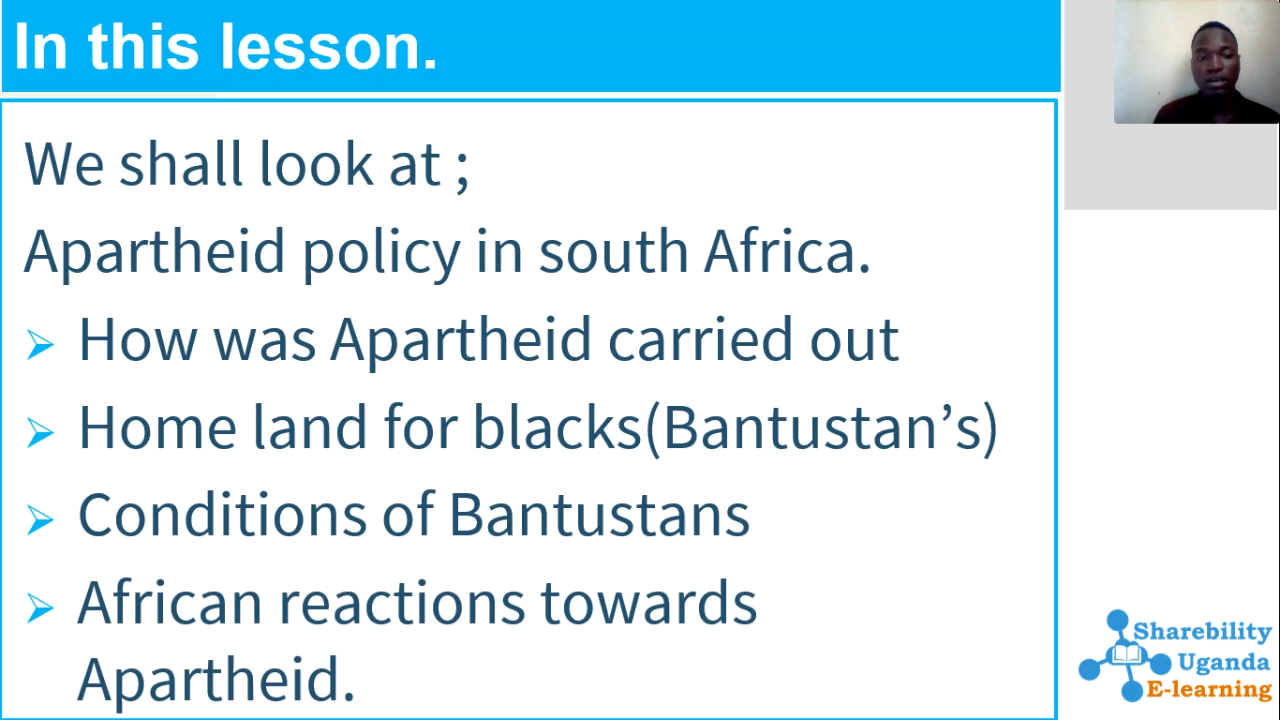 In this lesson.
We shall look at ;
Apartheid policy in south Africa.
➢ How was Apartheid carried out
➢ Home land for blacks(Bantustan’s)
➢ Conditions of Bantustans
➢ African reactions towards
Apartheid.
Sharebility
Uganda
E-learning